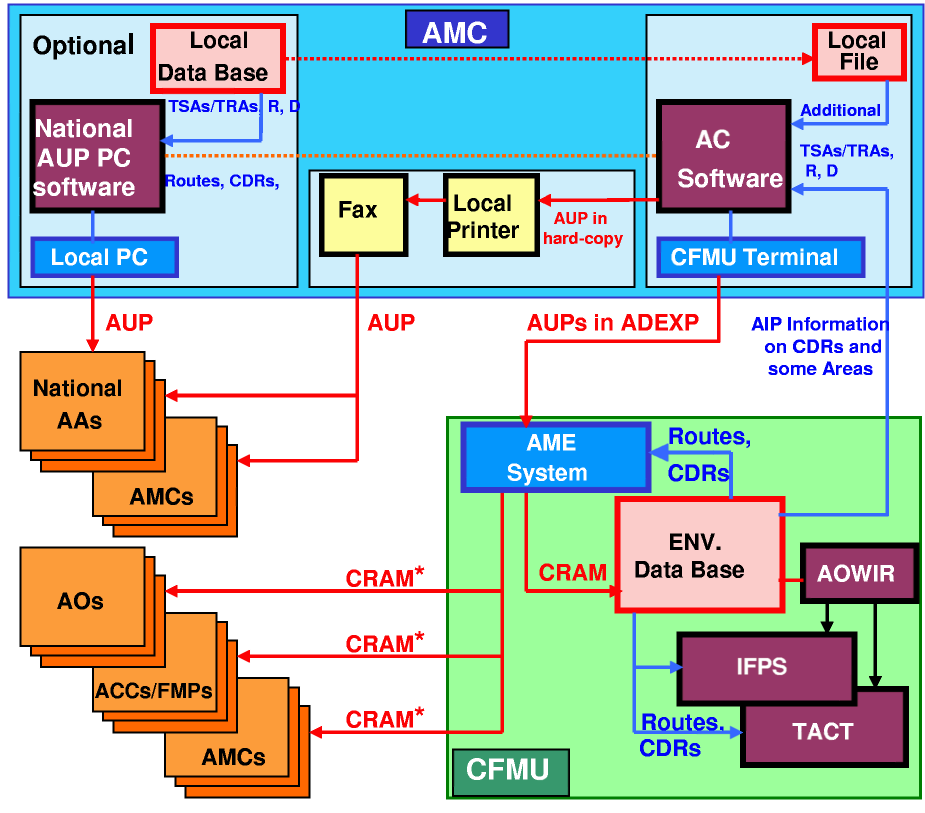 AMC
Optional
Local
Data Base
Local
File
TSAs/TRAs, R, D
Additional
National
AUP PC
software
AC
Software
TSAs/TRAs,
R, D
Routes, CDRs,
Fax
Local
Printer
AUP in
hard-copy
Local PC
CFMU Terminal
AUP
AUP
AUPs in ADEXP
AIP Information
on CDRs and
some Areas
National
AAs
AMCs
AME
System
Routes,
CDRs
ENV.
Data Base
CRAM
AOWIR
AOs
CRAM*
ACCs/FMPs
CRAM*
AMCs
CRAM*
IFPS
TACT
Routes.
CDRs
CFMU